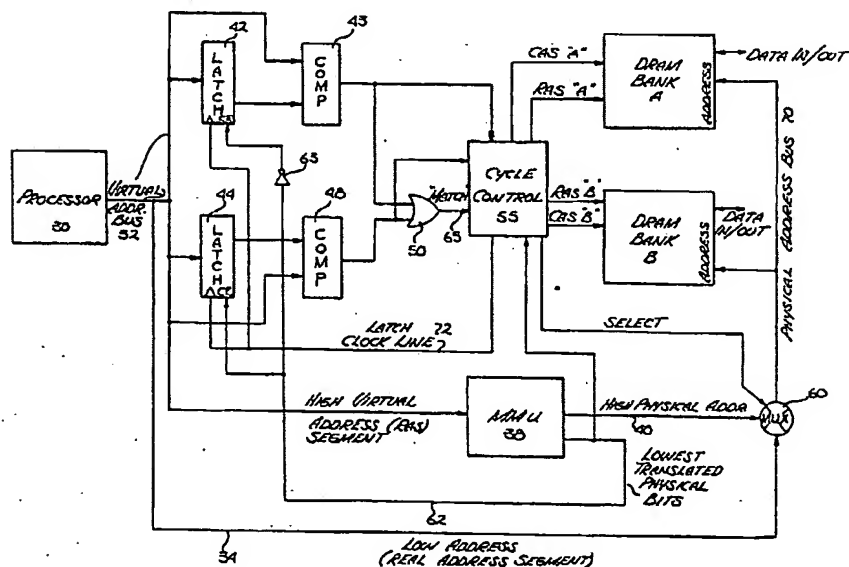 42
LATCH
CE
43
COMP
CAS "A"
RAS "A"
DRAM
BANK
A
ADDRESS
DATA IN/OUT
PROCESSOR
30
VIRTUAL
ADDR.
BUS
32
63
44
LATCH
CE
48
COMP
50
"MATCH"
65
CYCLE
CONTROL
55
RAS "B"
CAS "B"
DRAM
BANK
B
ADDRESS
DATA
IN/OUT
PHYSICAL ADDRESS BUS 70
LATCH 72
CLOCK LINE
SELECT
HIGH VIRTUAL
ADDRESS (RAS)
SEGMENT
MMU
38
HIGH PHYSICAL ADDR
40
MUX
60
LOWEST
TRANSLATED
PHYSICAL
BITS
62
34
LOW ADDRESS
(REAL ADDRESS SEGMENT)